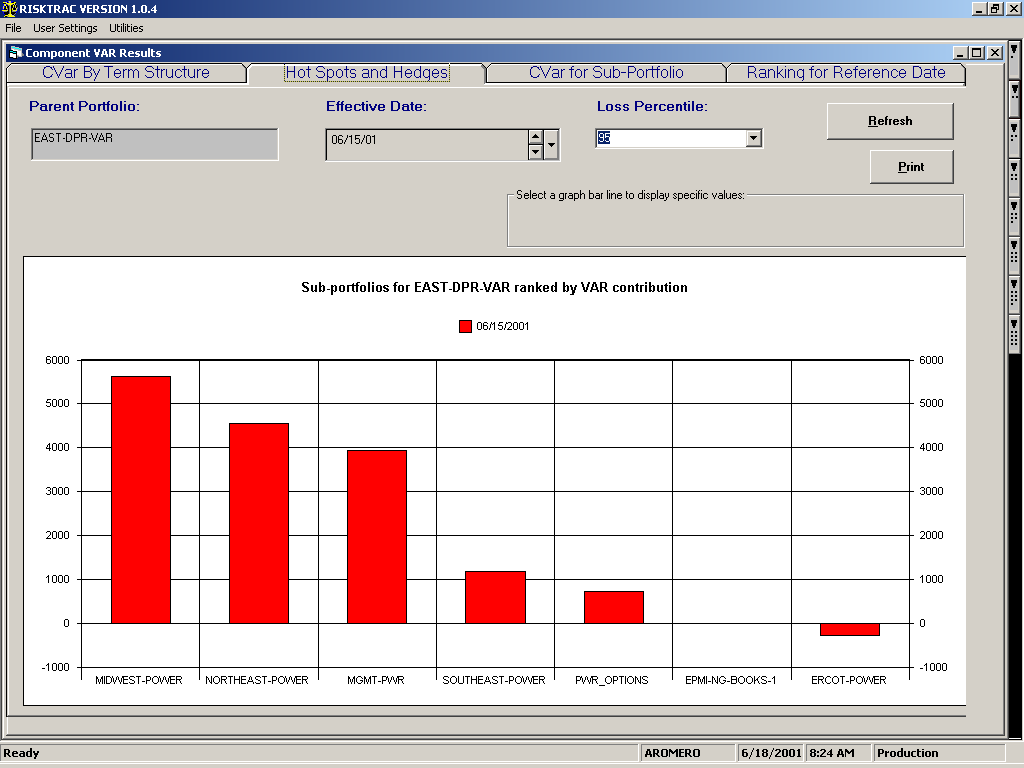 RISKTRAC VERSION 1.0.4
File User Settings Utilities
Component VAR Results
CVar By Term Structure Hot Spots and Hedges CVar for Sub-Portfolio Ranking for Reference Date
Parent Portfolio: Effective Date: Loss Percentile:
EAST-DPR-VAR 06/15/01 95
Refresh
Print
Select a graph bar line to display specific values:
Sub-portfolios for EAST-DPR-VAR ranked by VAR contribution
06/15/2001
6000 6000
5000 5000
4000 4000
3000 3000
2000 2000
1000 1000
0 0
-1000 -1000
MIDWEST-POWER NORTHEAST-POWER MGMT-PWR SOUTHEAST-POWER PWR_OPTIONS EPMI-NG-BOOKS-1 ERCOT-POWER
Ready AROMERO 6/18/2001 8:24 AM Production